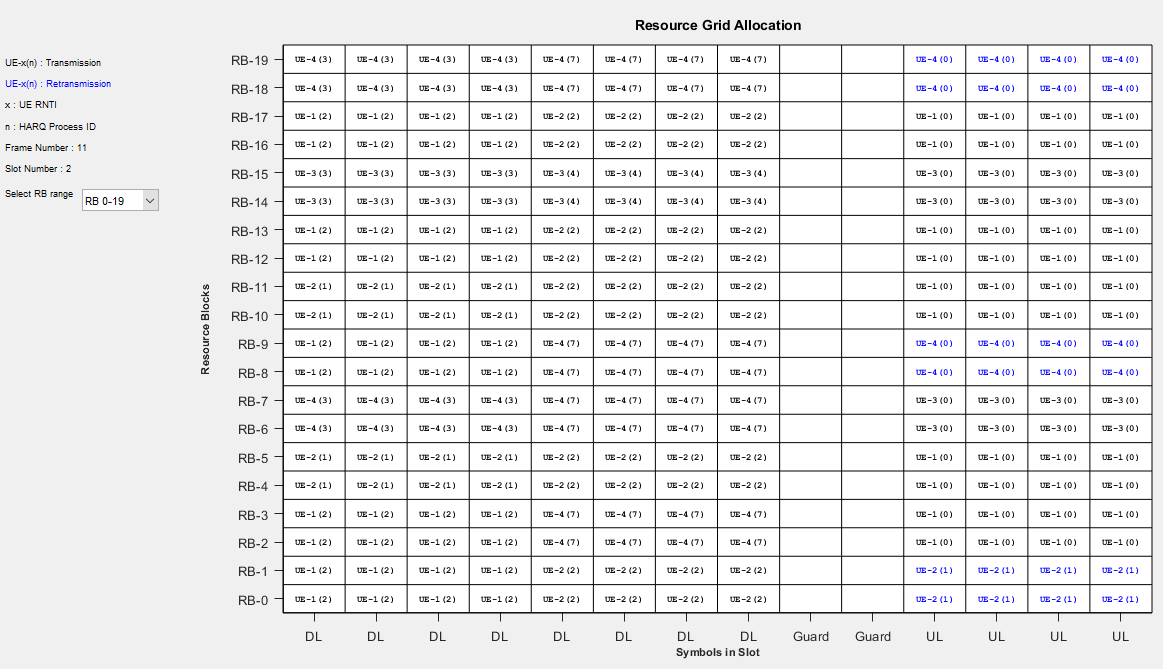 Resource Grid Allocation
UE-x(n) : Transmission
UE-x(n) : Retransmission
x : UE RNTI
n : HARQ Process ID
Frame Number : 11
Slot Number : 2
Select RB range RB 0-19
Resource Blocks
RB-19 UE-4(3) UE-4(3) UE-4(3) UE-4(3) UE-4(7) UE-4(7) UE-4(7) UE-4(7) UE-4(0) UE-4(0) UE-4(0) UE-4(0)
RB-18 UE-4(3) UE-4(3) UE-4(3) UE-4(3) UE-4(7) UE-4(7) UE-4(7) UE-4(7) UE-4(0) UE-4(0) UE-4(0) UE-4(0)
RB-17 UE-1(2) UE-1(2) UE-1(2) UE-1(2) UE-2(2) UE-2(2) UE-2(2) UE-2(2) UE-1(0) UE-1(0) UE-1(0) UE-1(0)
RB-16 UE-1(2) UE-1(2) UE-1(2) UE-1(2) UE-2(2) UE-2(2) UE-2(2) UE-2(2) UE-1(0) UE-1(0) UE-1(0) UE-1(0)
RB-15 UE-3(3) UE-3(3) UE-3(3) UE-3(3) UE-3(4) UE-3(4) UE-3(4) UE-3(4) UE-3(0) UE-3(0) UE-3(0) UE-3(0)
RB-14 UE-3(3) UE-3(3) UE-3(3) UE-3(3) UE-3(4) UE-3(4) UE-3(4) UE-3(4) UE-3(0) UE-3(0) UE-3(0) UE-3(0)
RB-13 UE-1(2) UE-1(2) UE-1(2) UE-1(2) UE-2(2) UE-2(2) UE-2(2) UE-2(2) UE-1(0) UE-1(0) UE-1(0) UE-1(0)
RB-12 UE-1(2) UE-1(2) UE-1(2) UE-1(2) UE-2(2) UE-2(2) UE-2(2) UE-2(2) UE-1(0) UE-1(0) UE-1(0) UE-1(0)
RB-11 UE-2(1) UE-2(1) UE-2(1) UE-2(1) UE-2(2) UE-2(2) UE-2(2) UE-2(2) UE-1(0) UE-1(0) UE-1(0) UE-1(0)
RB-10 UE-2(1) UE-2(1) UE-2(1) UE-2(1) UE-2(2) UE-2(2) UE-2(2) UE-2(2) UE-1(0) UE-1(0) UE-1(0) UE-1(0)
RB-9 UE-1(2) UE-1(2) UE-1(2) UE-1(2) UE-4(7) UE-4(7) UE-4(7) UE-4(7) UE-4(0) UE-4(0) UE-4(0) UE-4(0)
RB-8 UE-1(2) UE-1(2) UE-1(2) UE-1(2) UE-4(7) UE-4(7) UE-4(7) UE-4(7) UE-4(0) UE-4(0) UE-4(0) UE-4(0)
RB-7 UE-4(3) UE-4(3) UE-4(3) UE-4(3) UE-4(7) UE-4(7) UE-4(7) UE-4(7) UE-3(0) UE-3(0) UE-3(0) UE-3(0)
RB-6 UE-4(3) UE-4(3) UE-4(3) UE-4(3) UE-4(7) UE-4(7) UE-4(7) UE-4(7) UE-3(0) UE-3(0) UE-3(0) UE-3(0)
RB-5 UE-2(1) UE-2(1) UE-2(1) UE-2(1) UE-2(2) UE-2(2) UE-2(2) UE-2(2) UE-1(0) UE-1(0) UE-1(0) UE-1(0)
RB-4 UE-2(1) UE-2(1) UE-2(1) UE-2(1) UE-2(2) UE-2(2) UE-2(2) UE-2(2) UE-1(0) UE-1(0) UE-1(0) UE-1(0)
RB-3 UE-1(2) UE-1(2) UE-1(2) UE-1(2) UE-4(7) UE-4(7) UE-4(7) UE-4(7) UE-1(0) UE-1(0) UE-1(0) UE-1(0)
RB-2 UE-1(2) UE-1(2) UE-1(2) UE-1(2) UE-4(7) UE-4(7) UE-4(7) UE-4(7) UE-1(0) UE-1(0) UE-1(0) UE-1(0)
RB-1 UE-1(2) UE-1(2) UE-1(2) UE-1(2) UE-2(2) UE-2(2) UE-2(2) UE-2(2) UE-2(1) UE-2(1) UE-2(1) UE-2(1)
RB-0 UE-1(2) UE-1(2) UE-1(2) UE-1(2) UE-2(2) UE-2(2) UE-2(2) UE-2(2) UE-2(1) UE-2(1) UE-2(1) UE-2(1)
DL DL DL DL DL DL DL DL Guard Guard UL UL UL UL
Symbols in Slot